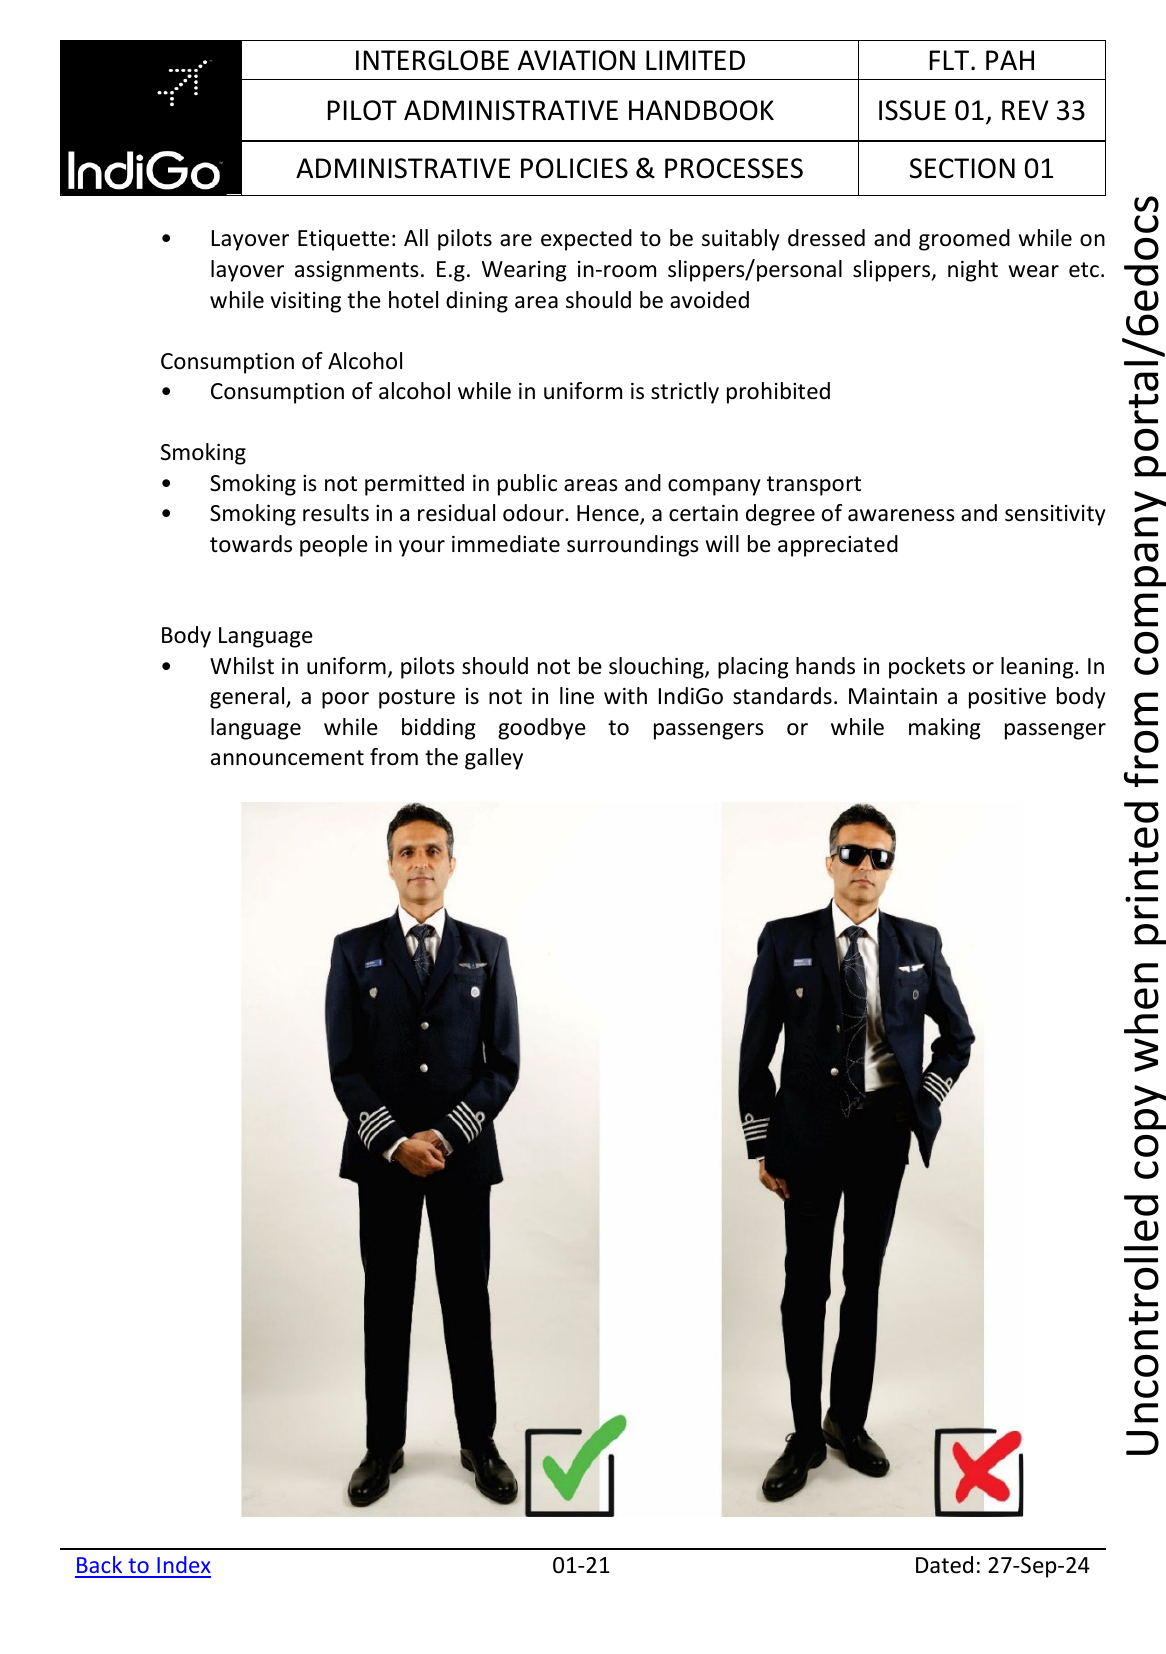 INTERGLOBE AVIATION LIMITED
FLT. PAH
PILOT ADMINISTRATIVE HANDBOOK
ISSUE 01, REV 33
IndiGo
ADMINISTRATIVE POLICIES & PROCESSES
SECTION 01
• Layover Etiquette: All pilots are expected to be suitably dressed and groomed while on
layover assignments. E.g. Wearing in-room slippers/personal slippers, night wear etc.
while visiting the hotel dining area should be avoided
Consumption of Alcohol
• Consumption of alcohol while in uniform is strictly prohibited
Smoking
• Smoking is not permitted in public areas and company transport
• Smoking results in a residual odour. Hence, a certain degree of awareness and sensitivity
towards people in your immediate surroundings will be appreciated
Body Language
• Whilst in uniform, pilots should not be slouching, placing hands in pockets or leaning. In
general, a poor posture is not in line with IndiGo standards. Maintain a positive body
language while bidding goodbye to passengers or while making passenger
announcement from the galley
Back to Index
01-21
Dated: 27-Sep-24
Uncontrolled copy when printed from company portal/6edocs